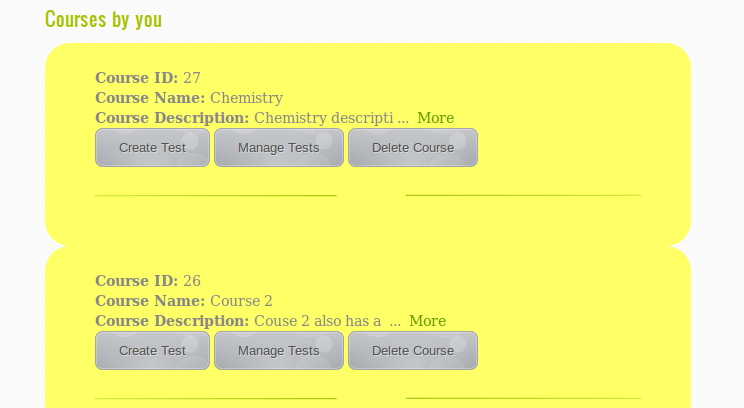 Courses by you
Course ID: 27
Course Name: Chemistry
Course Description: Chemistry descripti ... More
Create Test Manage Tests Delete Course
Course ID: 26
Course Name: Course 2
Course Description: Couse 2 also has a ... More
Create Test Manage Tests Delete Course